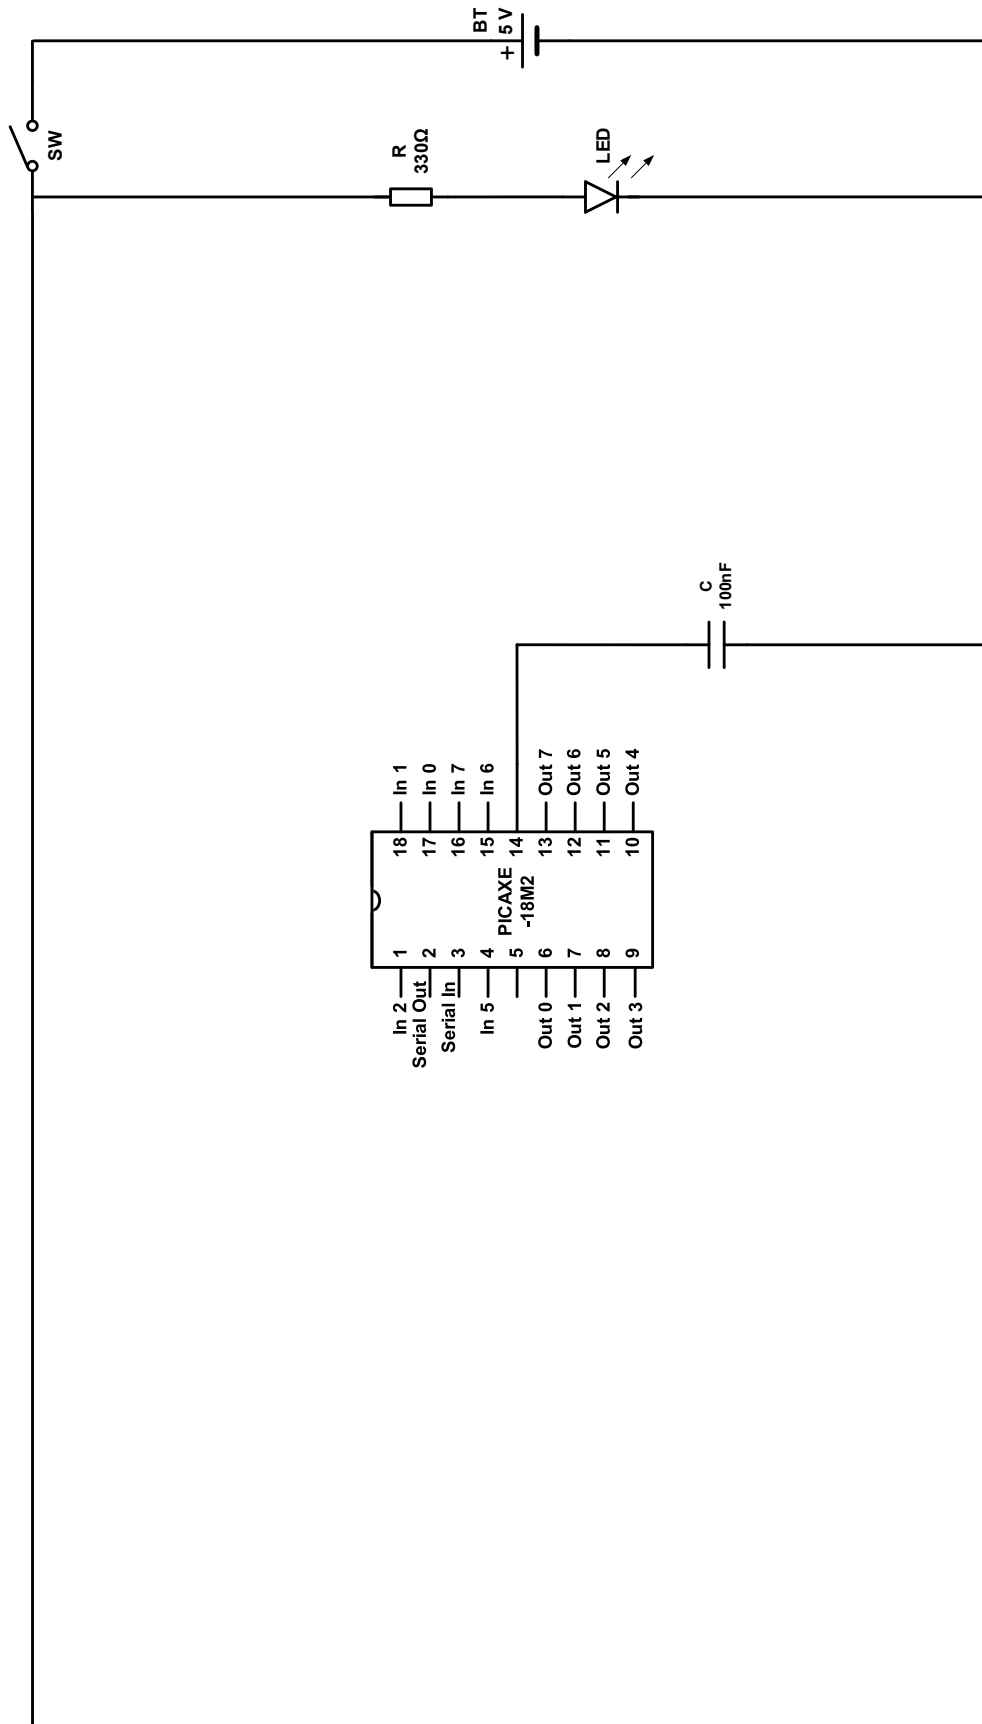 BT
5 V
+
SW
R
330Ω
LED
C
100nF
In 1
In 0
In 7
In 6
Out 7
Out 6
Out 5
Out 4
18
17
16
15
14
13
12
11
10
PICAXE
-18M2
1
2
3
4
5
6
7
8
9
In 2
Serial Out
Serial In
In 5
Out 0
Out 1
Out 2
Out 3